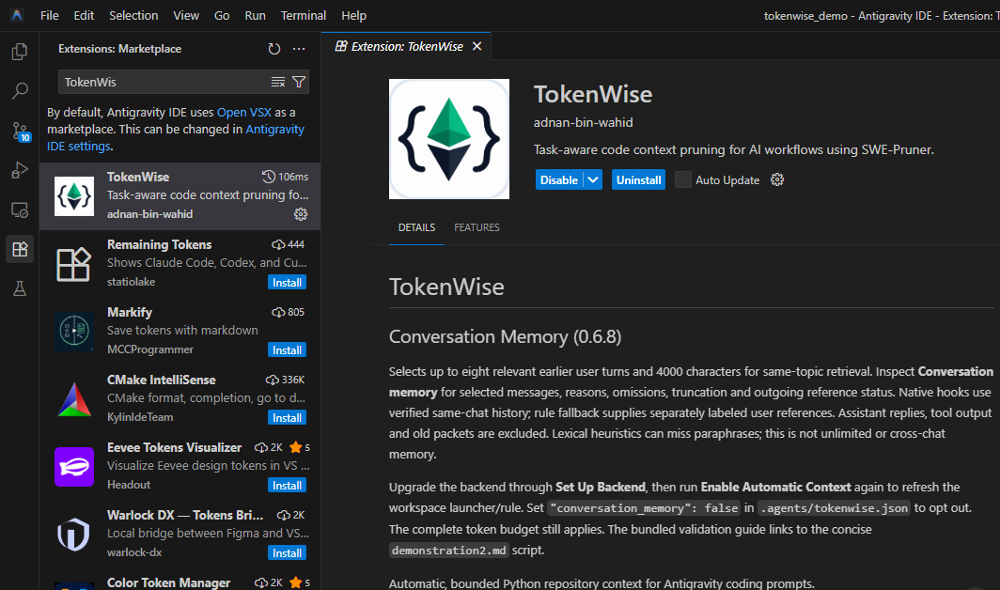 File Edit Selection View Go Run Terminal Help
tokenwise_demo - Antigravity IDE - Extension: T
Extensions: Marketplace
Extension: TokenWise
TokenWis
By default, Antigravity IDE uses Open VSX as a
marketplace. This can be changed in Antigravity
IDE settings.
10
TokenWise 106ms
Task-aware code context pruning fo...
adnan-bin-wahid
Remaining Tokens 444
Shows Claude Code, Codex, and Cu...
statiolake Install
Markify 805
Save tokens with markdown
MCCProgrammer Install
CMake IntelliSense 336K
CMake format, completion, go to d...
KylinIdeTeam Install
Eevee Tokens Visualizer 2K 5
Visualize Eevee design tokens in VS ...
Headout Install
Warlock DX — Tokens Bri... 2K
Local bridge between Figma and VS...
warlock-dx Install
Color Token Manager 2K 5
TokenWise
adnan-bin-wahid
Task-aware code context pruning for AI workflows using SWE-Pruner.
Disable Uninstall Auto Update
DETAILS FEATURES
TokenWise
Conversation Memory (0.6.8)
Selects up to eight relevant earlier user turns and 4000 characters for same-topic retrieval. Inspect Conversation
memory for selected messages, reasons, omissions, truncation and outgoing reference status. Native hooks use
verified same-chat history; rule fallback supplies separately labeled user references. Assistant replies, tool output
and old packets are excluded. Lexical heuristics can miss paraphrases; this is not unlimited or cross-chat
memory.
Upgrade the backend through Set Up Backend, then run Enable Automatic Context again to refresh the
workspace launcher/rule. Set "conversation_memory": false in .agents/tokenwise.json to opt out.
The complete token budget still applies. The bundled validation guide links to the concise
demonstration2.md script.
Automatic, bounded Python repository context for Antigravity coding prompts.